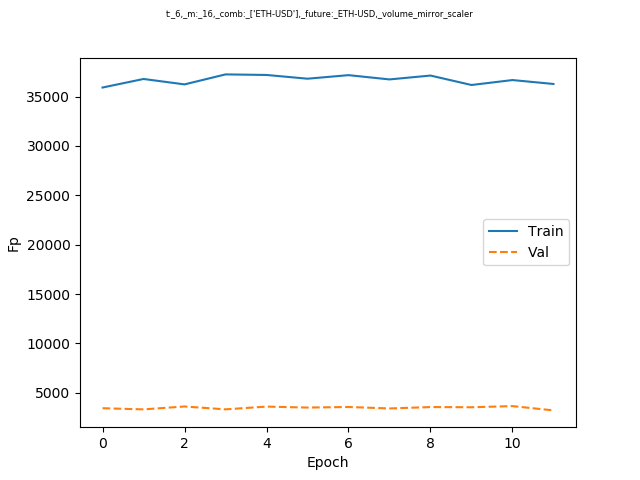 t:_6,_m:_16,_comb:_['ETH-USD'],_future:_ETH-USD,_volume_mirror_scaler
35000
30000
25000
20000
15000
10000
5000
Fp
Train
Val
0 2 4 6 8 10
Epoch